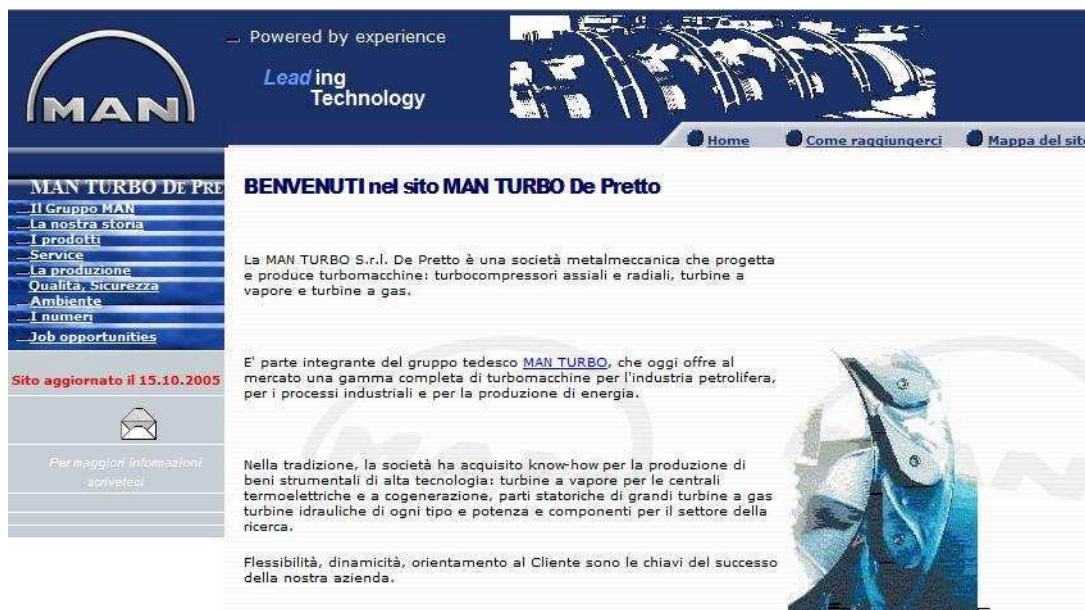 MAN
Powered by experience
Leading
Technology
Home
Come raggiungerci
Mappa del sito
MAN TURBO DE PRE
Il Gruppo MAN
La nostra storia
I prodotti
Service
La produzione
Qualità, Sicurezza
Ambiente
I numeri
Job opportunities
Sito aggiornato il 15.10.2005
Per maggiori informazioni
scriveteci
BENVENUTI nel sito MAN TURBO De Pretto
La MAN TURBO S.r.l. De Pretto è una società metalmeccanica che progetta
e produce turbomacchine: turbocompressori assiali e radiali, turbine a
vapore e turbine a gas.
E' parte integrante del gruppo tedesco MAN TURBO, che oggi offre al
mercato una gamma completa di turbomacchine per l'industria petrolifera,
per i processi industriali e per la produzione di energia.
Nella tradizione, la società ha acquisito know-how per la produzione di
beni strumentali di alta tecnologia: turbine a vapore per le centrali
termoelettriche e a cogenerazione, parti statoriche di grandi turbine a gas
turbine idrauliche di ogni tipo e potenza e componenti per il settore della
ricerca.
Flessibilità, dinamicità, orientamento al Cliente sono le chiavi del successo
della nostra azienda.